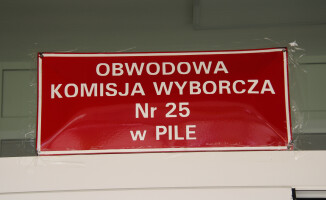 OBWODOWA
KOMISJA WYBORCZA
Nr 25
w PILE